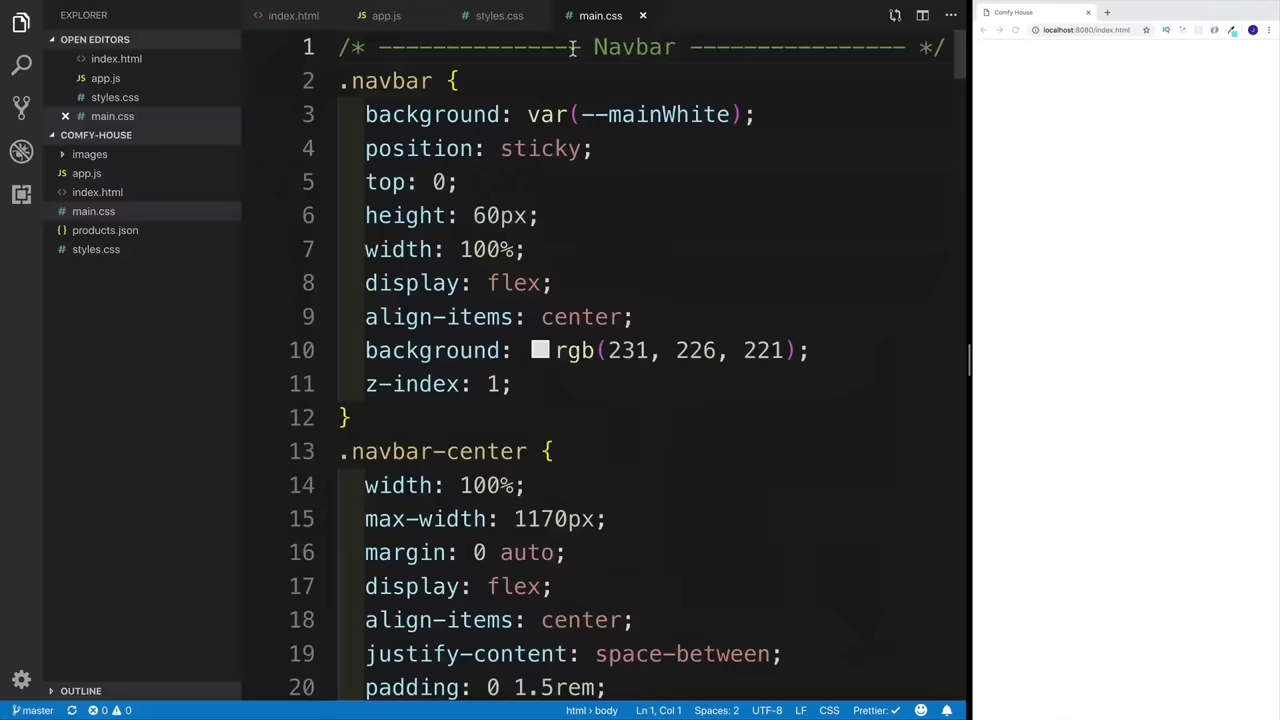 index.html
app.js
styles.css
main.css
Comfy House
localhost:8080/index.html
J
EXPLORER
OPEN EDITORS
index.html
app.js
styles.css
main.css
COMFY-HOUSE
images
app.js
index.html
main.css
products.json
styles.css
OUTLINE
1 /* --------------- Navbar ---------------- */
2 .navbar {
3 background: var(--mainWhite);
4 position: sticky;
5 top: 0;
6 height: 60px;
7 width: 100%;
8 display: flex;
9 align-items: center;
10 background: rgb(231, 226, 221);
11 z-index: 1;
12 }
13 .navbar-center {
14 width: 100%;
15 max-width: 1170px;
16 margin: 0 auto;
17 display: flex;
18 align-items: center;
19 justify-content: space-between;
20 padding: 0 1.5rem;
master 0 0 html › body Ln 1, Col 1 Spaces: 2 UTF-8 LF CSS Prettier: ✓